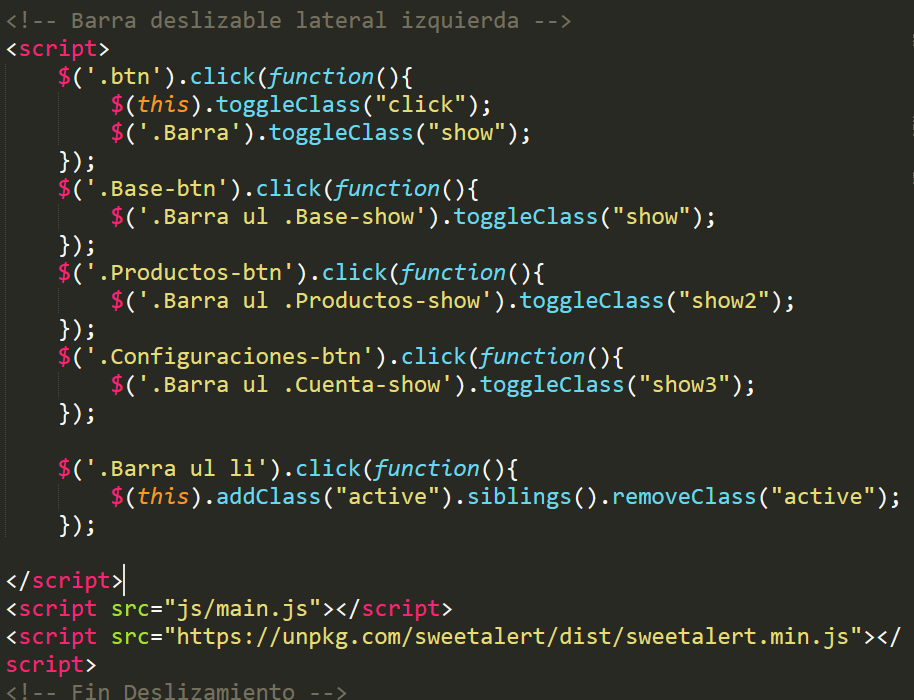 <!-- Barra deslizable lateral izquierda -->
<script>
    $('.btn').click(function(){
        $(this).toggleClass("click");
        $('.Barra').toggleClass("show");
    });
    $('.Base-btn').click(function(){
        $('.Barra ul .Base-show').toggleClass("show");
    });
    $('.Productos-btn').click(function(){
        $('.Barra ul .Productos-show').toggleClass("show2");
    });
    $('.Configuraciones-btn').click(function(){
        $('.Barra ul .Cuenta-show').toggleClass("show3");
    });

    $('.Barra ul li').click(function(){
        $(this).addClass("active").siblings().removeClass("active");
    });

</script>
<script src="js/main.js"></script>
<script src="https://unpkg.com/sweetalert/dist/sweetalert.min.js"></
script>
<!-- Fin Deslizamiento -->